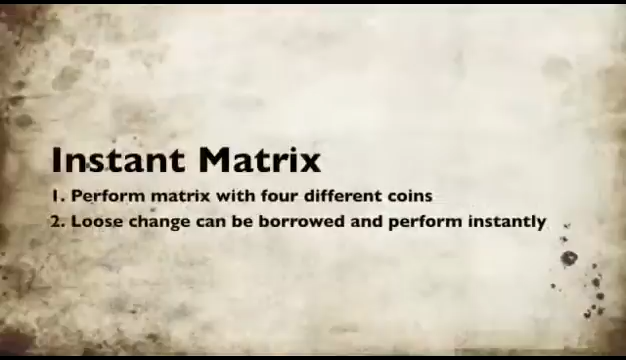 Instant Matrix
1. Perform matrix with four different coins
2. Loose change can be borrowed and perform instantly